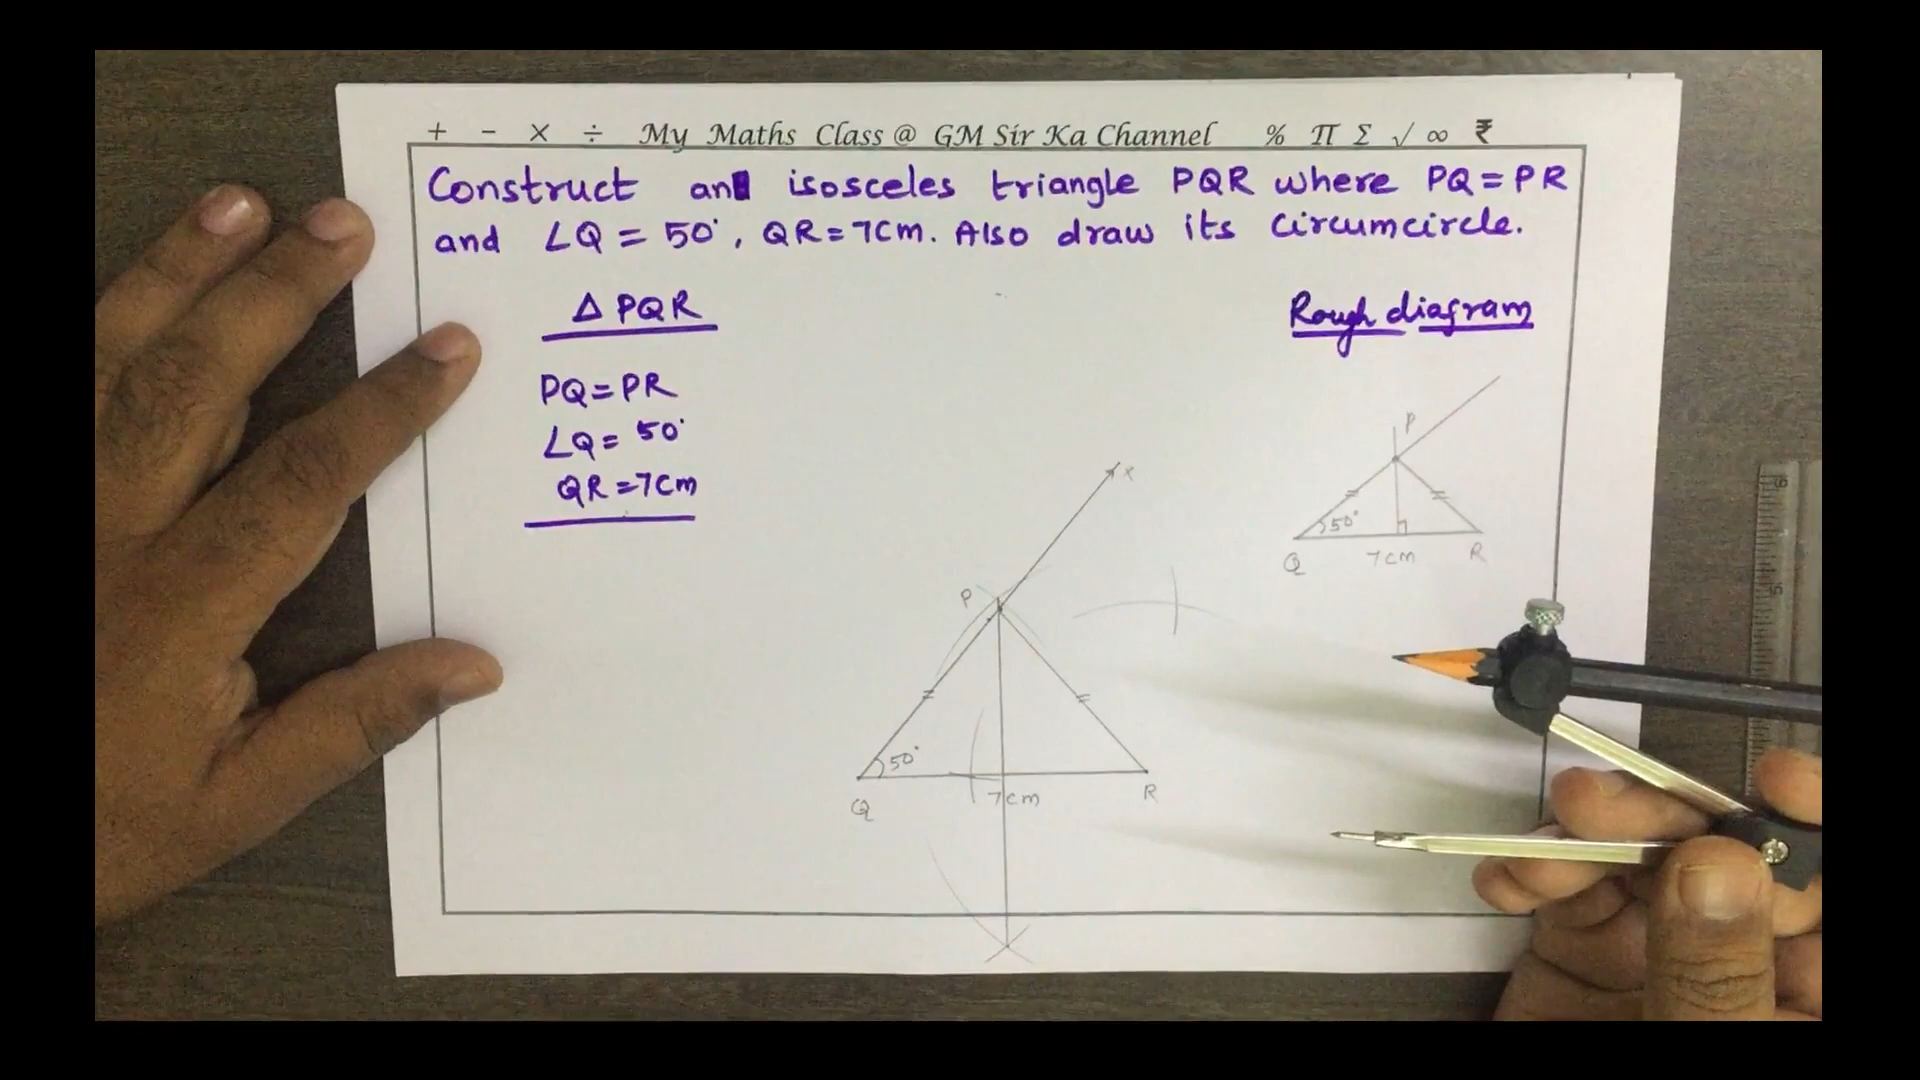 + - × ÷ My Maths Class @ GM Sir Ka Channel % Π Σ √ ∞ ₹
Construct an isosceles triangle PQR where PQ = PR
and ∠Q = 50°, QR = 7cm. Also draw its circumcircle.
Δ PQR
PQ = PR
∠Q = 50°
QR = 7cm
Rough diagram
P
50°
Q
7cm
R
X
P
50°
Q
7cm
R